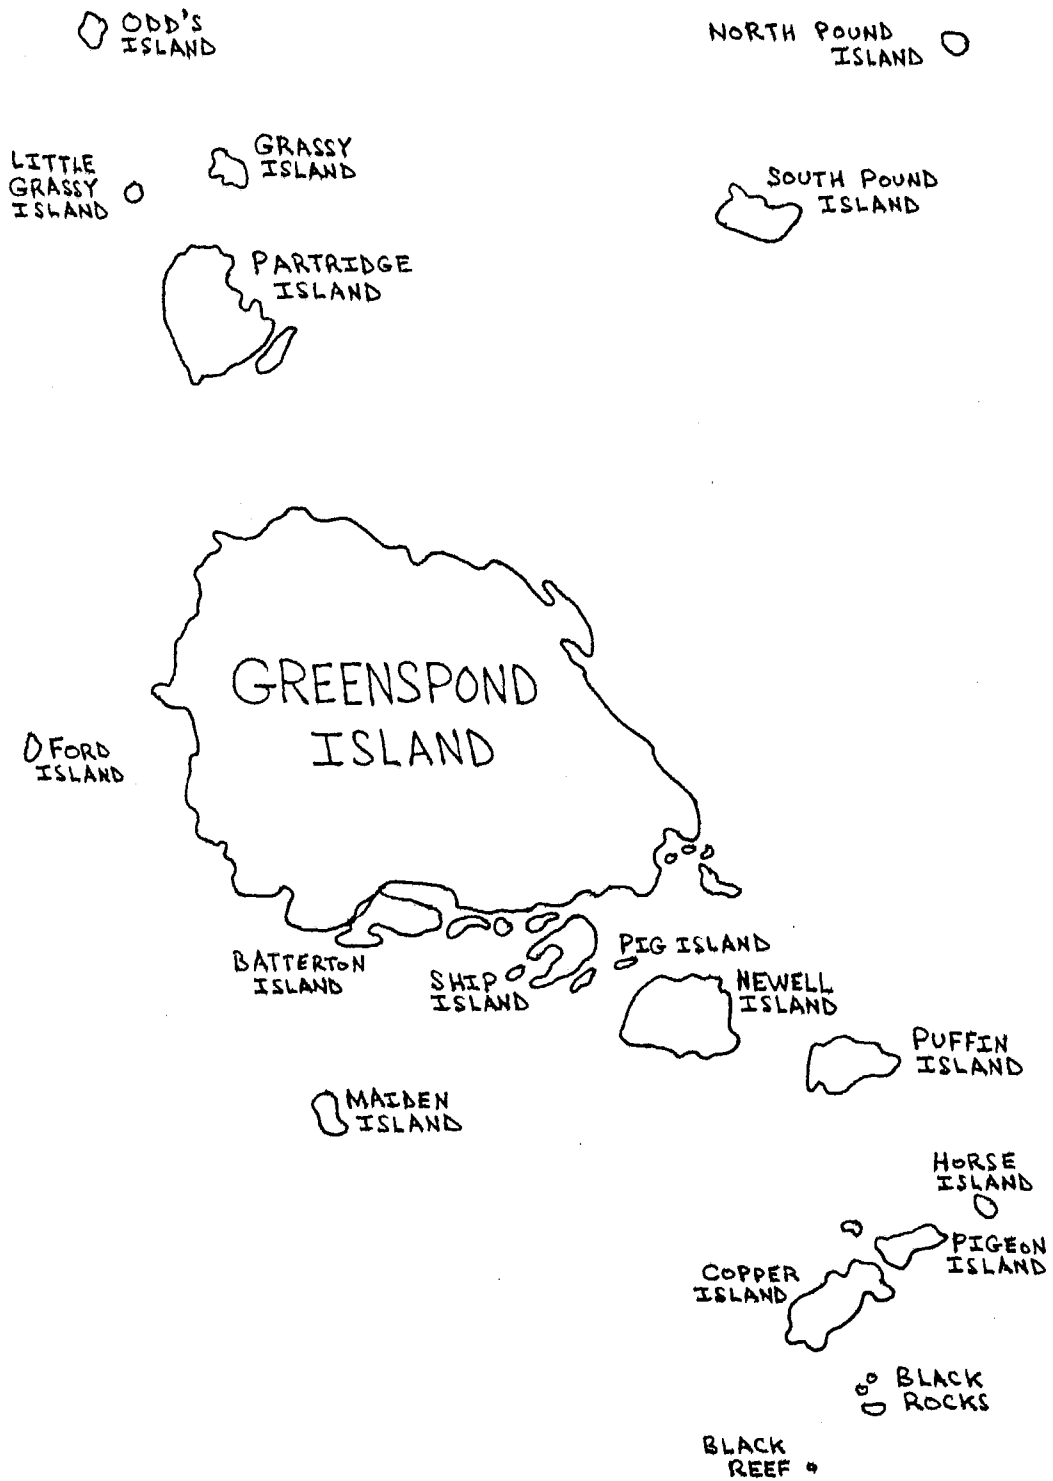 ODD'S
ISLAND
NORTH POUND
ISLAND
GRASSY
ISLAND
LITTLE
GRASSY
ISLAND
SOUTH POUND
ISLAND
PARTRIDGE
ISLAND
GREENSPOND
ISLAND
FORD
ISLAND
BATTERTON
ISLAND
SHIP
ISLAND
PIG ISLAND
NEWELL
ISLAND
PUFFIN
ISLAND
MAIDEN
ISLAND
HORSE
ISLAND
PIGEON
ISLAND
COPPER
ISLAND
BLACK
ROCKS
BLACK
REEF